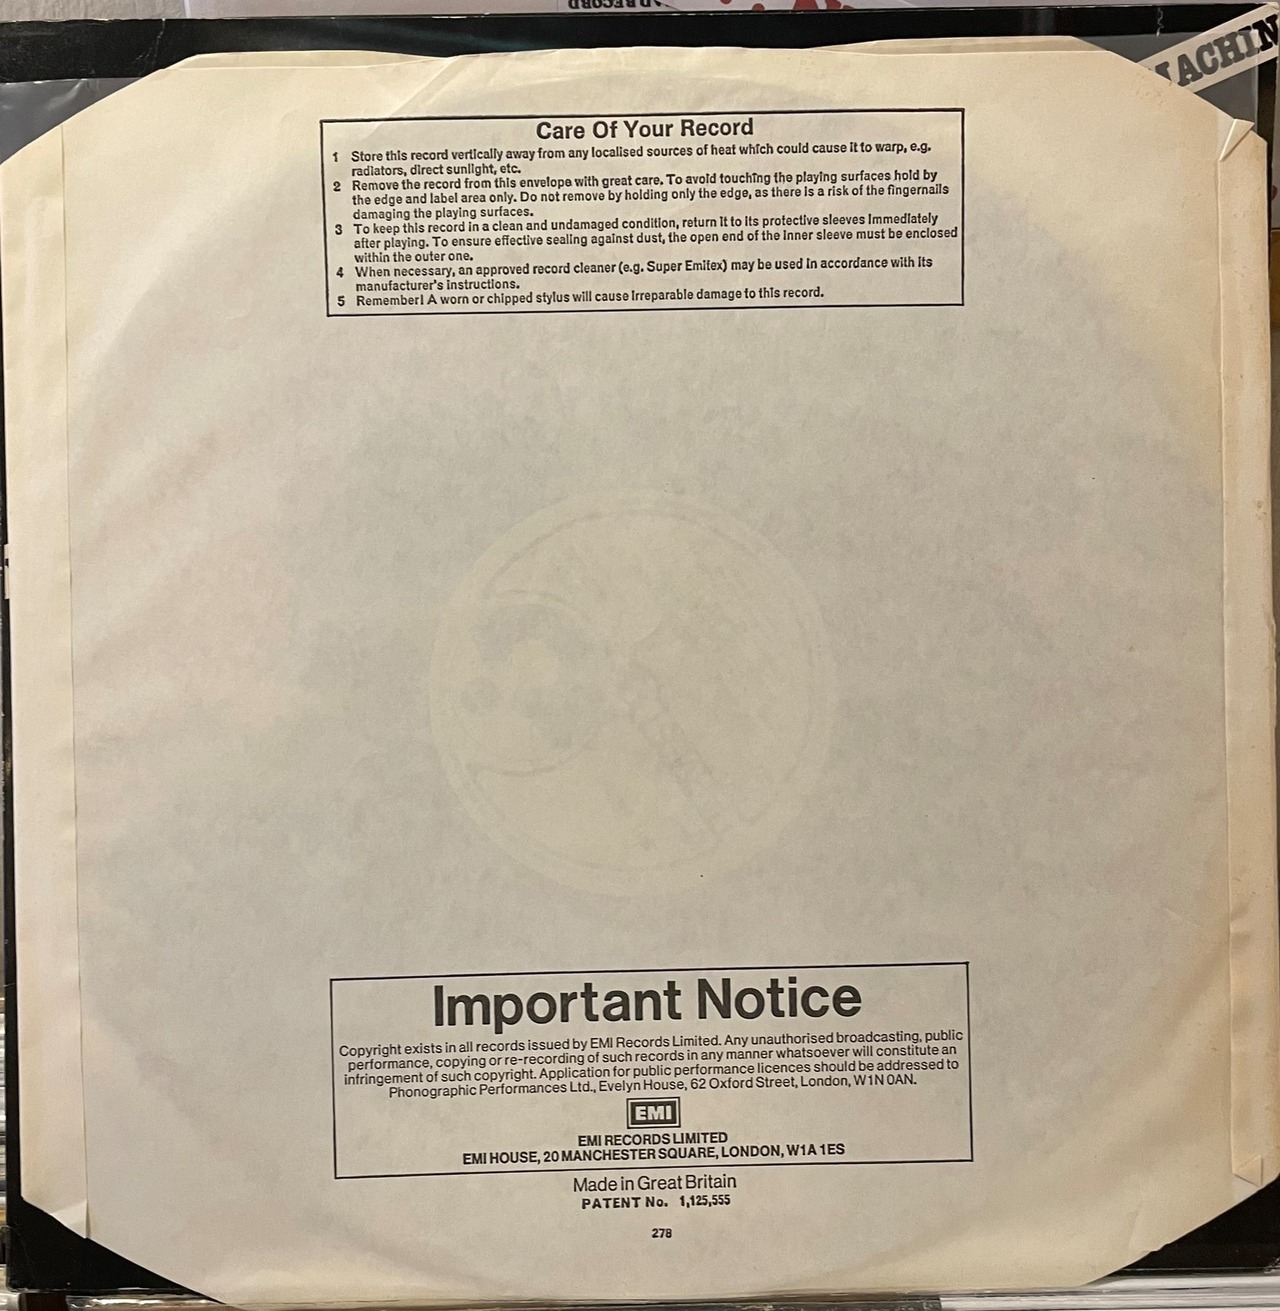 MACHIN
Care Of Your Record
1 Store this record vertically away from any localised sources of heat which could cause it to warp, e.g.
radiators, direct sunlight, etc.
2 Remove the record from this envelope with great care. To avoid touching the playing surfaces hold by
the edge and label area only. Do not remove by holding only the edge, as there is a risk of the fingernails
damaging the playing surfaces.
3 To keep this record in a clean and undamaged condition, return it to its protective sleeves immediately
after playing. To ensure effective sealing against dust, the open end of the inner sleeve must be enclosed
within the outer one.
4 When necessary, an approved record cleaner (e.g. Super Emitex) may be used in accordance with its
manufacturer's instructions.
5 Remember! A worn or chipped stylus will cause irreparable damage to this record.
Important Notice
Copyright exists in all records issued by EMI Records Limited. Any unauthorised broadcasting, public
performance, copying or re-recording of such records in any manner whatsoever will constitute an
infringement of such copyright. Application for public performance licences should be addressed to
Phonographic Performances Ltd., Evelyn House, 62 Oxford Street, London, W1N 0AN.
EMI
EMI RECORDS LIMITED
EMI HOUSE, 20 MANCHESTER SQUARE, LONDON, W1A 1ES
Made in Great Britain
PATENT No. 1,125,555
278